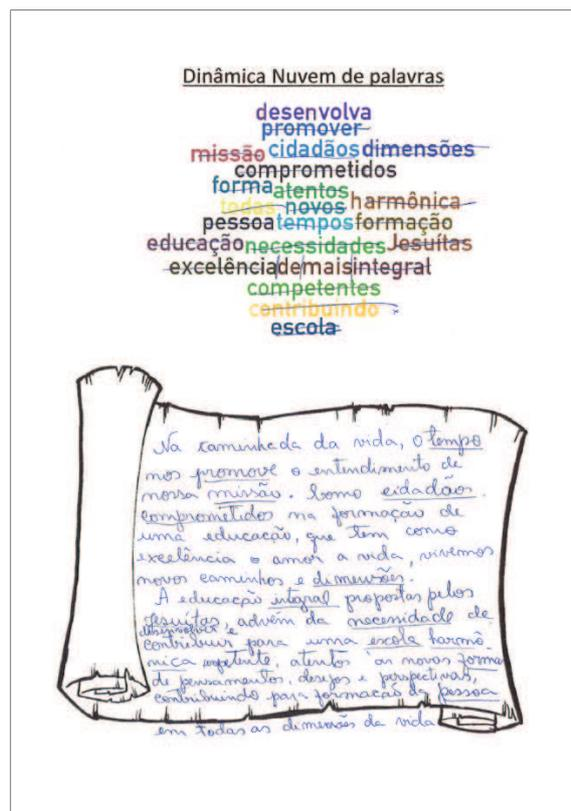 Dinâmica Nuvem de palavras
desenvolva
promover
missão cidadãos dimensões
comprometidos
forma atentos
todas novos harmônica
pessoa tempos formação
educação necessidades Jesuítas
excelência de mais integral
competentes
contribuindo
escola
Na caminhada da vida, o tempo
nos promove o entendimento de
nossa missão. Como cidadãos
comprometidos na formação de
uma educação, que tem como
excelência o amor a vida, vivemos
novos caminhos e dimensões.
A educação integral propostas pelos
Jesuítas, advém da necessidade de
desenvolver e
contribuir para uma escola harmô
nica, atentos as novas formas
de pensamentos, desejos e perspectivas,
contribuindo para formação da pessoa
em todas as dimensões da vida